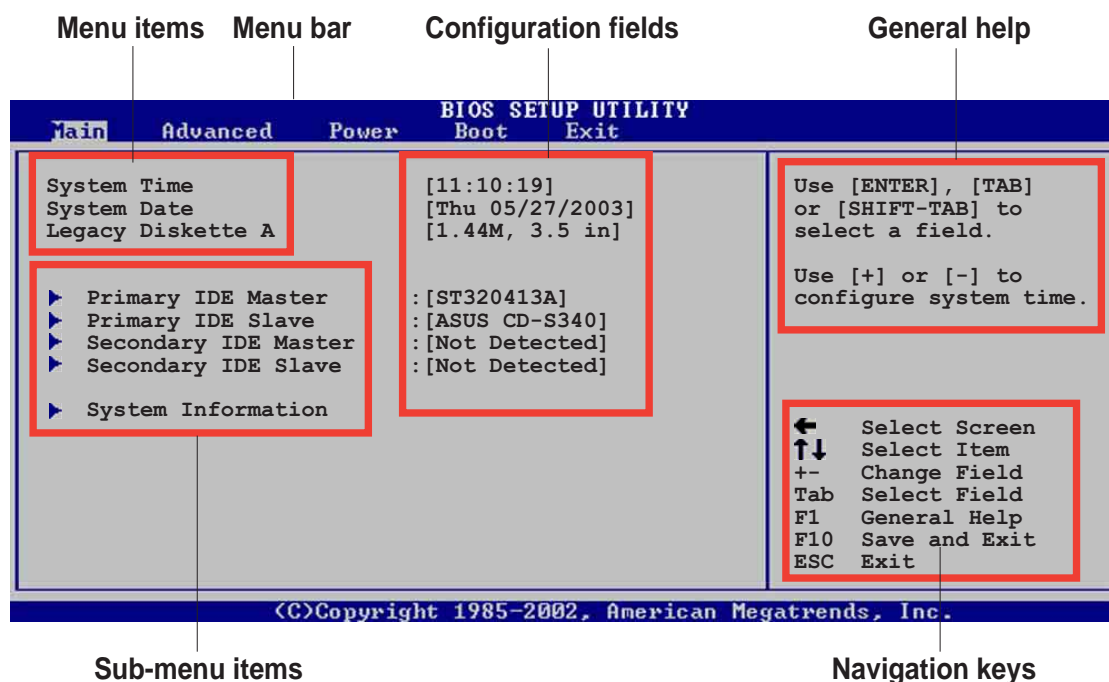 Menu items Menu bar Configuration fields General help
BIOS SETUP UTILITY
Main Advanced Power Boot Exit
System Time [11:10:19]
System Date [Thu 05/27/2003]
Legacy Diskette A [1.44M, 3.5 in]
Primary IDE Master :[ST320413A]
Primary IDE Slave :[ASUS CD-S340]
Secondary IDE Master :[Not Detected]
Secondary IDE Slave :[Not Detected]
System Information
Use [ENTER], [TAB]
or [SHIFT-TAB] to
select a field.
Use [+] or [-] to
configure system time.
← Select Screen
↑↓ Select Item
+- Change Field
Tab Select Field
F1 General Help
F10 Save and Exit
ESC Exit
(C)Copyright 1985-2002, American Megatrends, Inc.
Sub-menu items Navigation keys